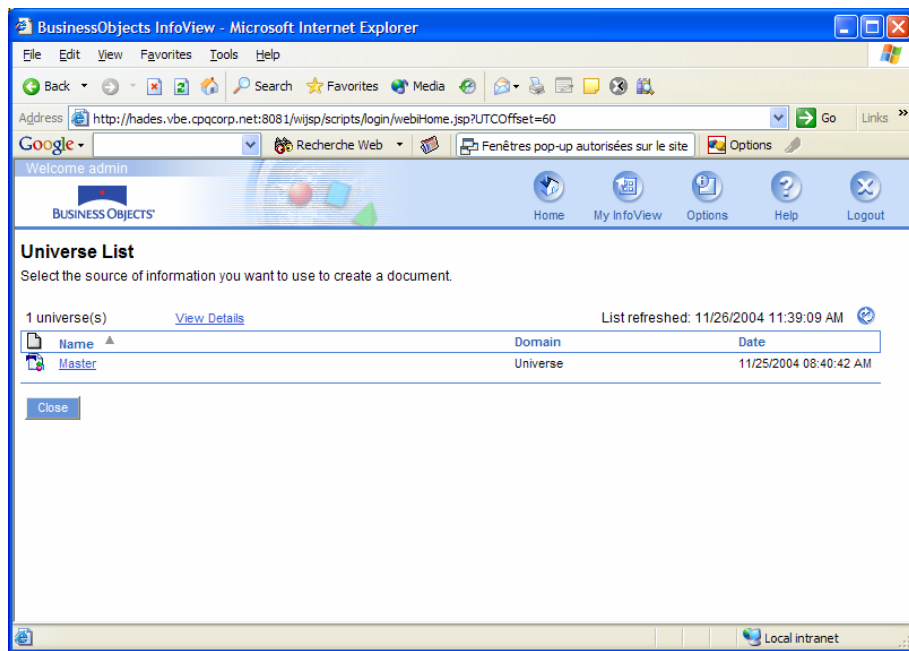 BusinessObjects InfoView - Microsoft Internet Explorer
File Edit View Favorites Tools Help
Back Search Favorites Media
Address http://hades.vbe.cpqcorp.net:8081/wijsp/scripts/login/webiHome.jsp?UTCOffset=60 Go Links »
Google Recherche Web Fenêtres pop-up autorisées sur le site Options
Welcome admin
BUSINESS OBJECTS®
Home My InfoView Options Help Logout
Universe List
Select the source of information you want to use to create a document.
1 universe(s) View Details List refreshed: 11/26/2004 11:39:09 AM
Name Domain Date
Master Universe 11/25/2004 08:40:42 AM
Close
Local intranet